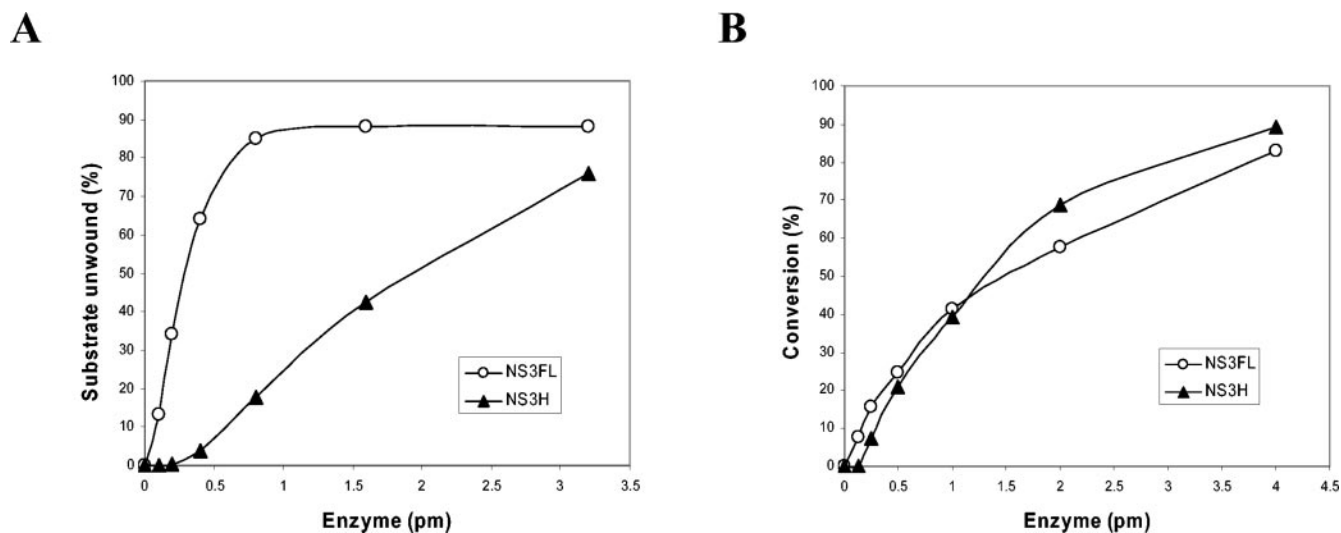 A
B
100
90
80
70
60
50
40
30
20
10
0
Substrate unwound (%)
NS3FL
NS3H
0 0.5 1 1.5 2 2.5 3 3.5
Enzyme (pm)
100
90
80
70
60
50
40
30
20
10
0
Conversion (%)
NS3FL
NS3H
0 0.5 1 1.5 2 2.5 3 3.5 4 4.5
Enzyme (pm)